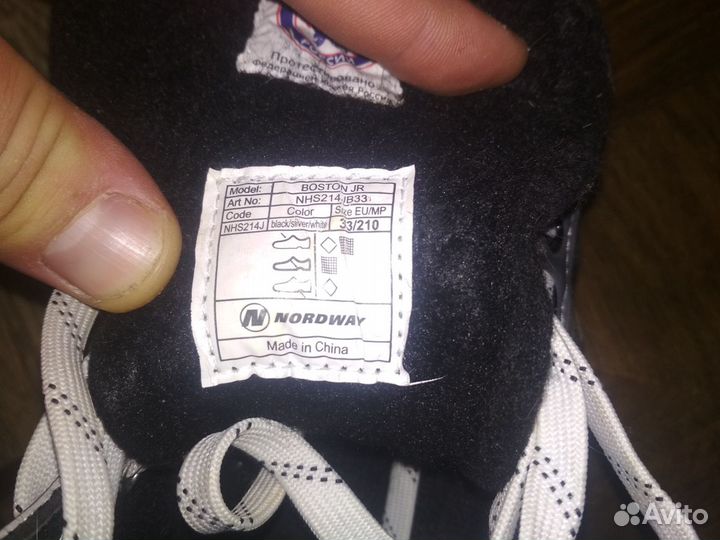 РОССИЯ
Протестировано
Федерацией хоккея России
Model: BOSTON JR
Art No: NHS214JB33
Code Color Size EU/MP
NHS214J black/silver/white 33/210
N NORDWAY
Made in China
Avito